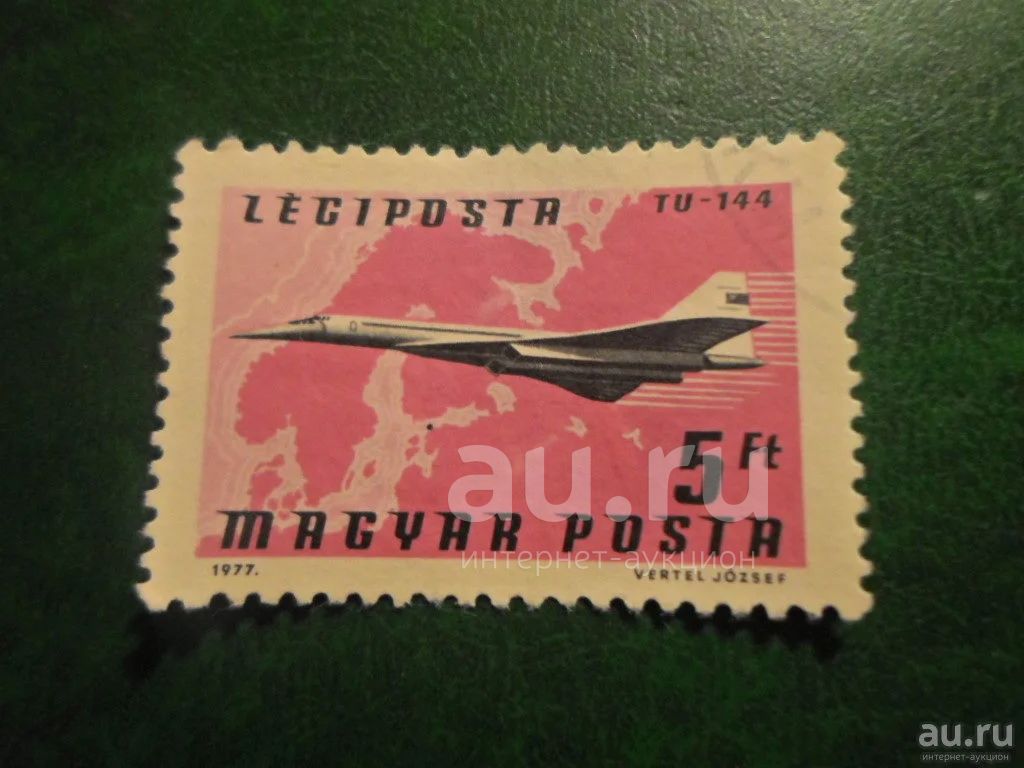 LÉGIPOSTA TU-144
5 Ft
MAGYAR POSTA
1977. VERTEL JÓZSEF
au.ru
интернет-аукцион
au.ru
интернет-аукцион